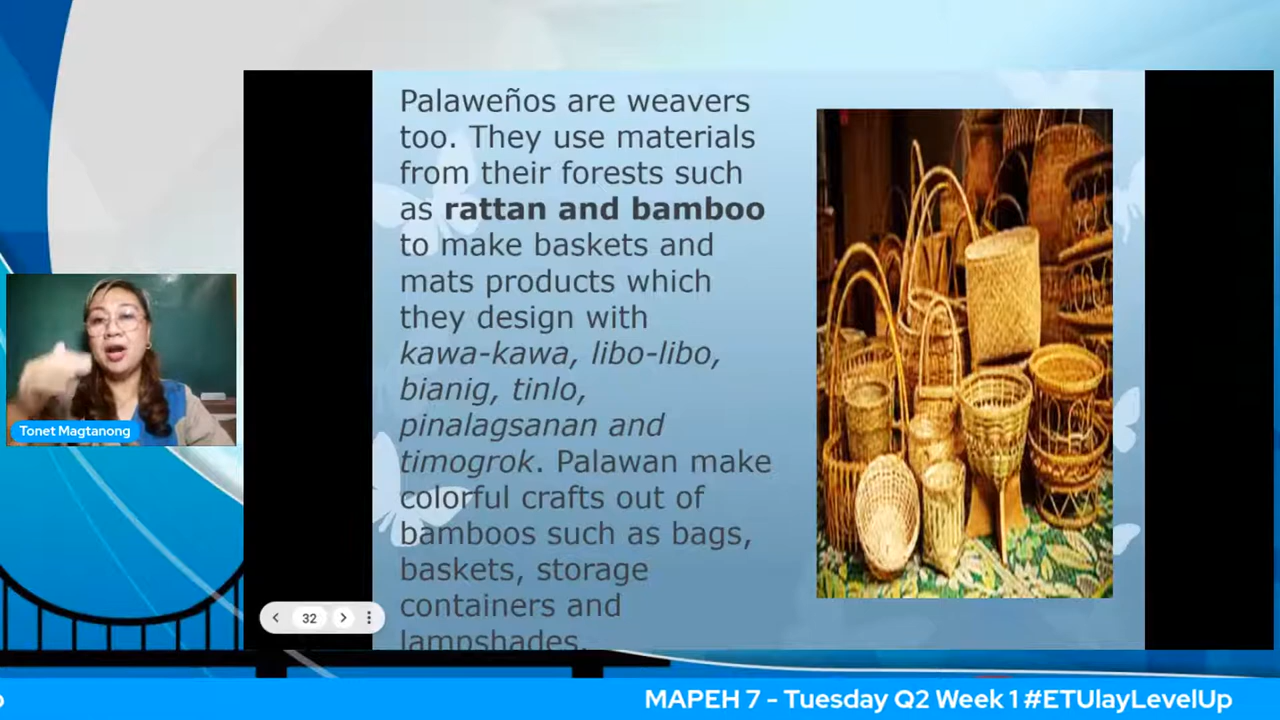 Palaweños are weavers
too. They use materials
from their forests such
as rattan and bamboo
to make baskets and
mats products which
they design with
kawa-kawa, libo-libo,
bianig, tinlo,
pinalagsanan and
timogrok. Palawan make
colorful crafts out of
bamboos such as bags,
baskets, storage
containers and
lampshades.
Tonet Magtanong
32
MAPEH 7 - Tuesday Q2 Week 1 #ETUlayLevelUp